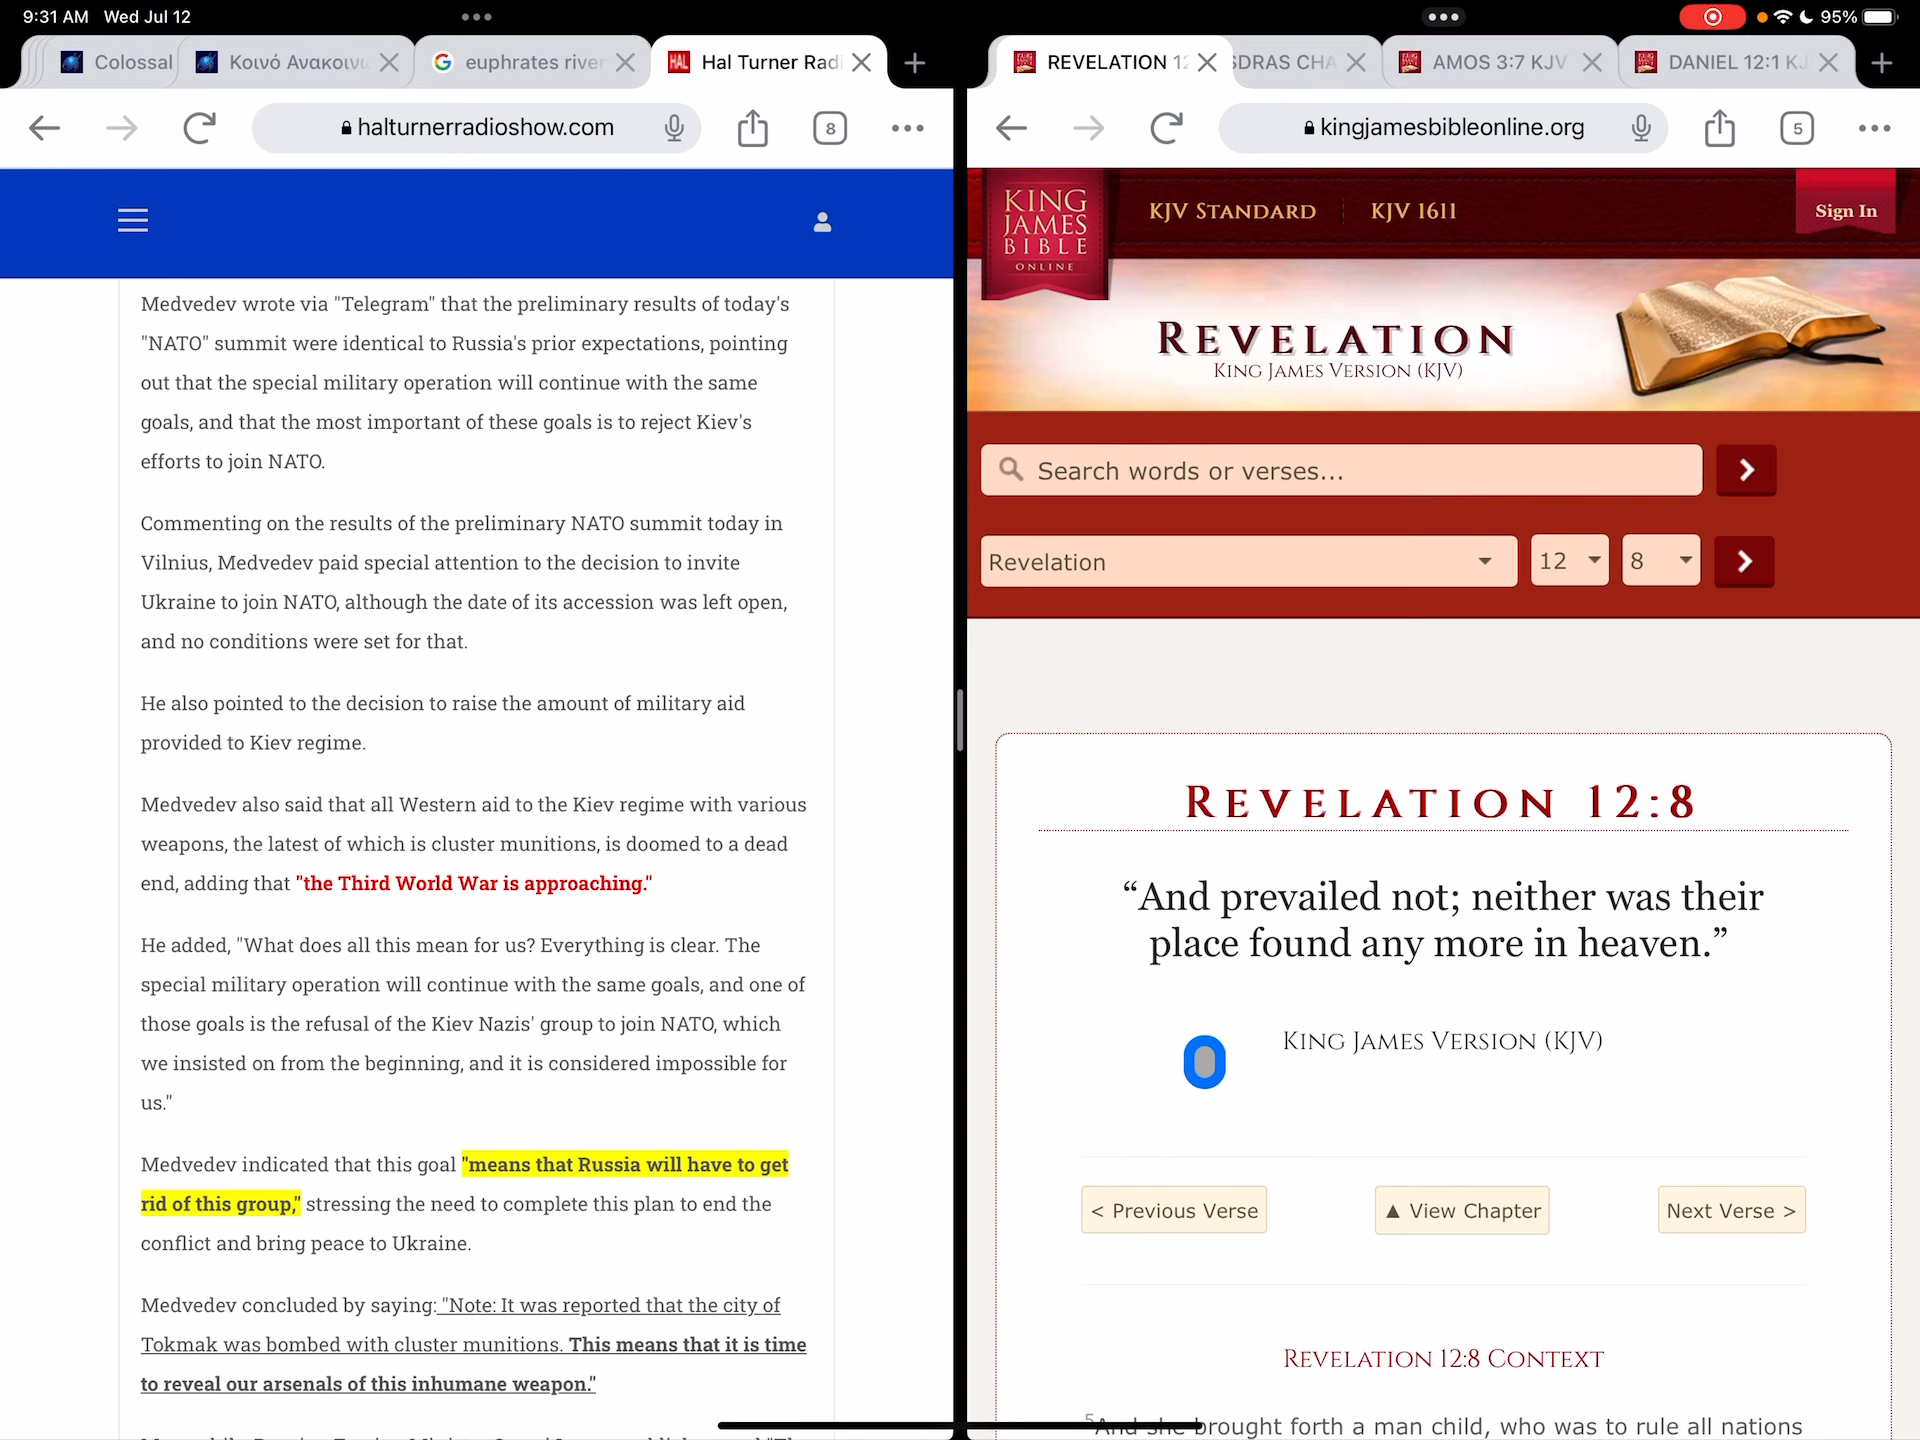 9:31 AM Wed Jul 12
95%
Colossal
Κοινό Ανακοινω
euphrates river
HAL Hal Turner Radi
REVELATION 12
SDRAS CHA
AMOS 3:7 KJV
DANIEL 12:1 KJ
halturnerradioshow.com
8
kingjamesbibleonline.org
5
Medvedev wrote via "Telegram" that the preliminary results of today's
"NATO" summit were identical to Russia's prior expectations, pointing
out that the special military operation will continue with the same
goals, and that the most important of these goals is to reject Kiev's
efforts to join NATO.
Commenting on the results of the preliminary NATO summit today in
Vilnius, Medvedev paid special attention to the decision to invite
Ukraine to join NATO, although the date of its accession was left open,
and no conditions were set for that.
He also pointed to the decision to raise the amount of military aid
provided to Kiev regime.
Medvedev also said that all Western aid to the Kiev regime with various
weapons, the latest of which is cluster munitions, is doomed to a dead
end, adding that "the Third World War is approaching."
He added, "What does all this mean for us? Everything is clear. The
special military operation will continue with the same goals, and one of
those goals is the refusal of the Kiev Nazis' group to join NATO, which
we insisted on from the beginning, and it is considered impossible for
us."
Medvedev indicated that this goal "means that Russia will have to get
rid of this group," stressing the need to complete this plan to end the
conflict and bring peace to Ukraine.
Medvedev concluded by saying: "Note: It was reported that the city of
Tokmak was bombed with cluster munitions. This means that it is time
to reveal our arsenals of this inhumane weapon."
KING
JAMES
BIBLE
ONLINE
KJV STANDARD
KJV 1611
Sign In
REVELATION
KING JAMES VERSION (KJV)
Search words or verses...
Revelation
12
8
REVELATION 12:8
“And prevailed not; neither was their
place found any more in heaven.”
KING JAMES VERSION (KJV)
< Previous Verse
▲ View Chapter
Next Verse >
REVELATION 12:8 CONTEXT
5And she brought forth a man child, who was to rule all nations